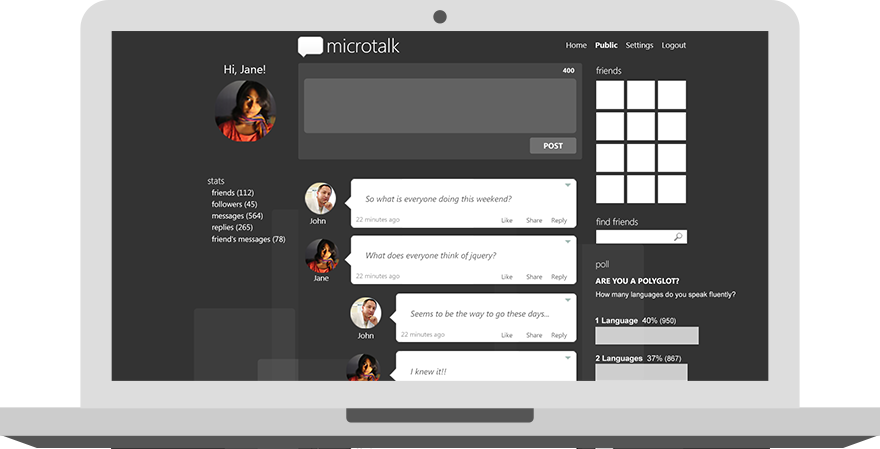 microtalk
Home Public Settings Logout
Hi, Jane!
stats
friends (112)
followers (45)
messages (564)
replies (265)
friend's messages (78)
400
POST
So what is everyone doing this weekend?
22 minutes ago Like Share Reply
John
What does everyone think of jquery?
22 minutes ago Like Share Reply
Jane
Seems to be the way to go these days...
22 minutes ago Like Share Reply
John
I knew it!!
friends
find friends
poll
ARE YOU A POLYGLOT?
How many languages do you speak fluently?
1 Language 40% (950)
2 Languages 37% (867)